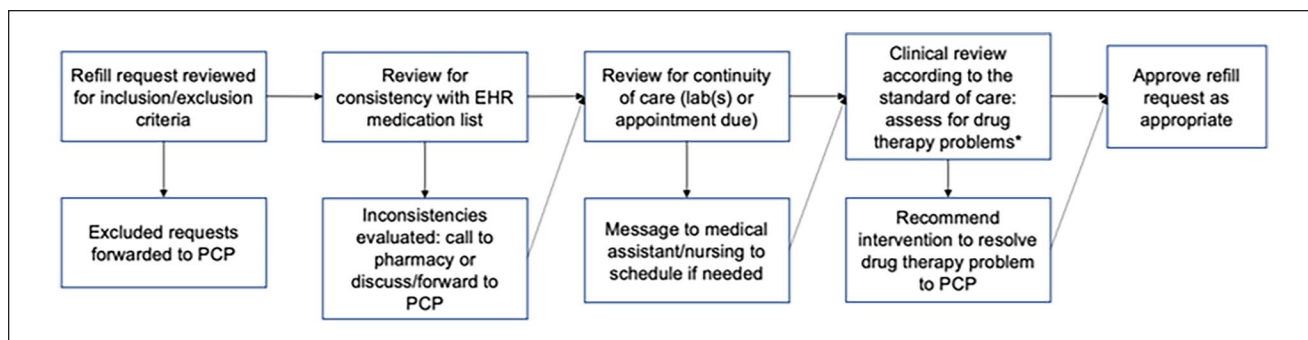 Refill request reviewed
for inclusion/exclusion
criteria
Review for
consistency with EHR
medication list
Review for continuity
of care (lab(s) or
appointment due)
Clinical review
according to the
standard of care:
assess for drug
therapy problems*
Approve refill
request as
appropriate
Excluded requests
forwarded to PCP
Inconsistencies
evaluated: call to
pharmacy or
discuss/forward to
PCP
Message to medical
assistant/nursing to
schedule if needed
Recommend
intervention to resolve
drug therapy problem
to PCP